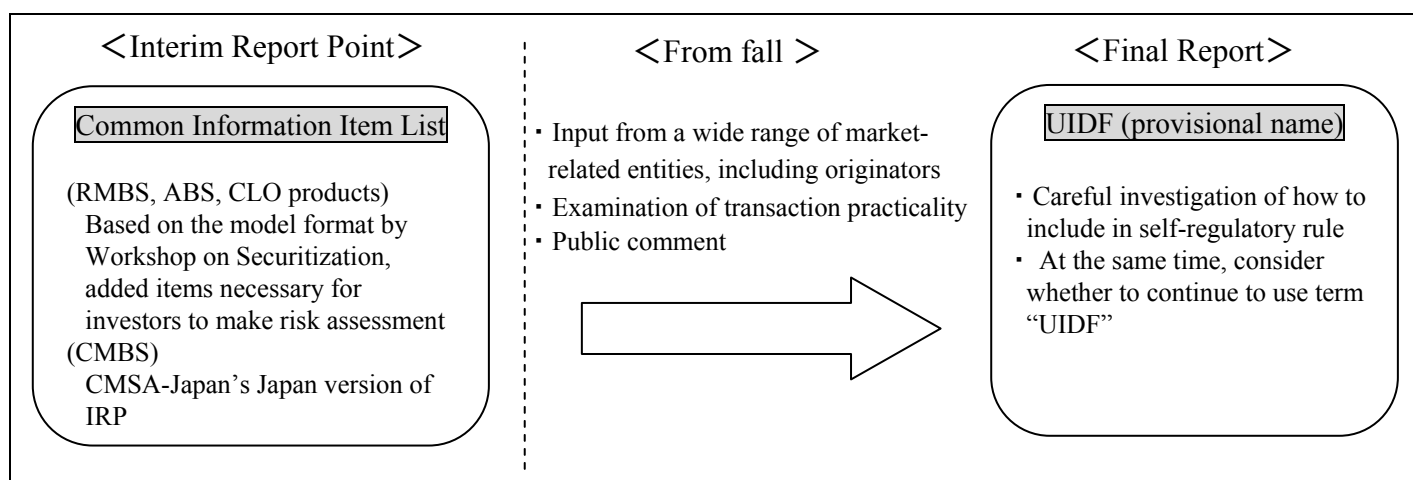 ＜Interim Report Point＞
Common Information Item List
(RMBS, ABS, CLO products)
Based on the model format by
Workshop on Securitization,
added items necessary for
investors to make risk assessment
(CMBS)
CMSA-Japan’s Japan version of
IRP
＜From fall ＞
・Input from a wide range of market-
related entities, including originators
・Examination of transaction practicality
・Public comment
＜Final Report＞
UIDF (provisional name)
・ Careful investigation of how to
include in self-regulatory rule
・ At the same time, consider
whether to continue to use term
“UIDF”